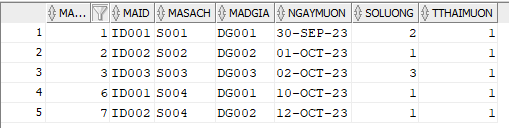 MA... MAID MASACH MADGIA NGAYMUON SOLUONG TTHAIMUON
1 1 ID001 S001 DG001 30-SEP-23 2 1
2 2 ID002 S002 DG002 01-OCT-23 1 1
3 3 ID003 S003 DG003 02-OCT-23 3 1
4 6 ID001 S004 DG001 10-OCT-23 1 1
5 7 ID002 S004 DG002 12-OCT-23 1 1